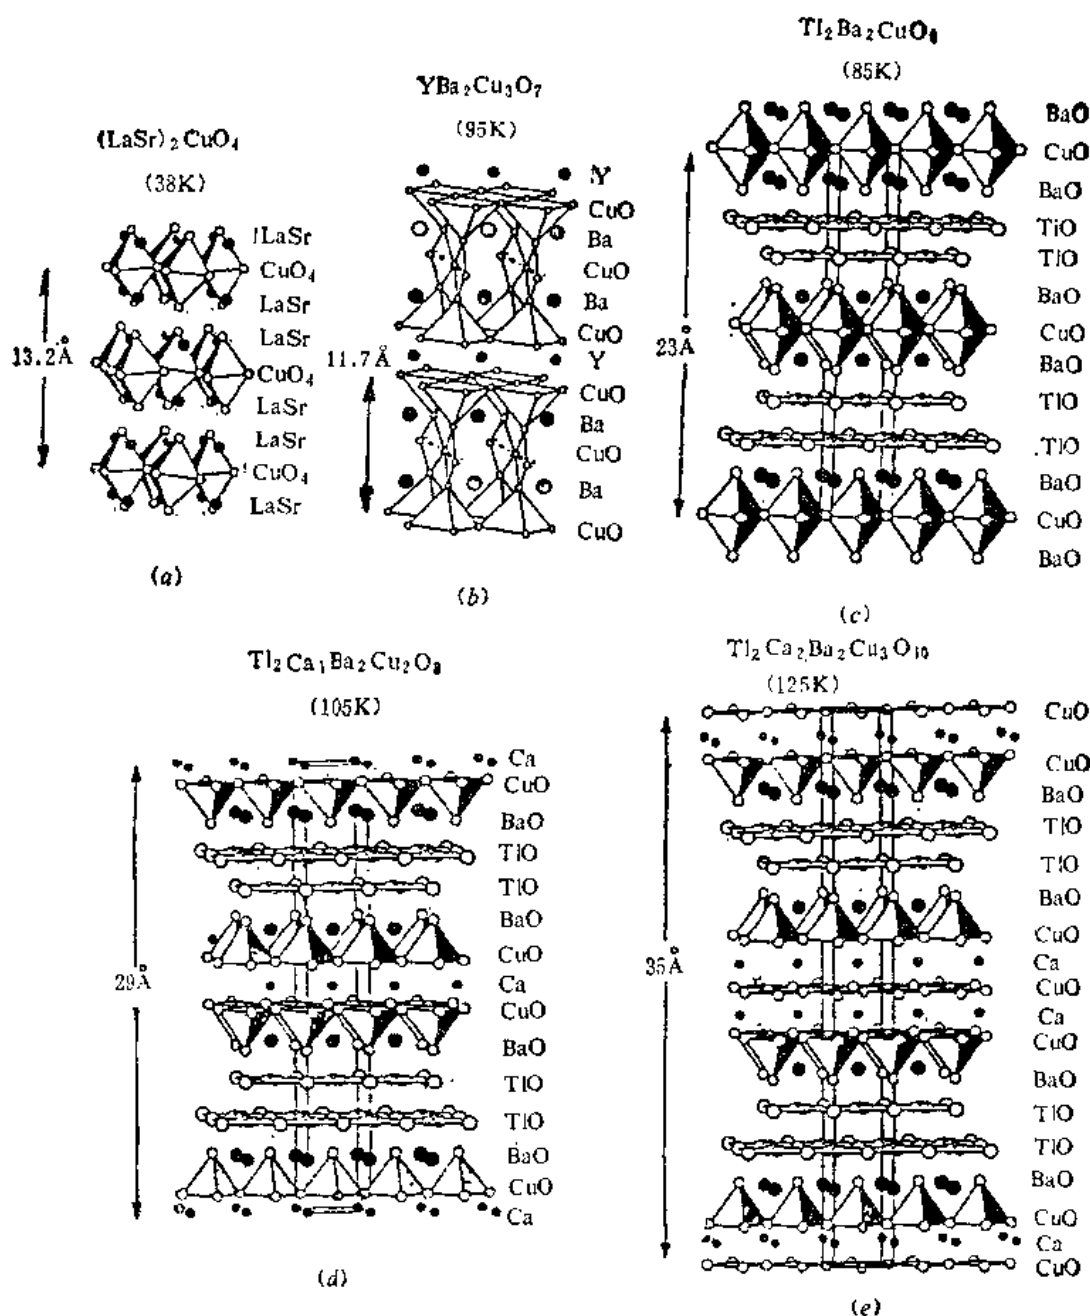 (LaSr)₂CuO₄
(38K)
LaSr
CuO₄
LaSr
LaSr
CuO₄
LaSr
LaSr
CuO₄
LaSr
13.2Å
(a)
YBa₂Cu₃O₇
(95K)
Y
CuO
Ba
CuO
Ba
CuO
Y
CuO
Ba
CuO
Ba
CuO
11.7Å
(b)
Tl₂Ba₂CuO₆
(85K)
BaO
CuO
BaO
TiO
TlO
BaO
CuO
BaO
TlO
TlO
BaO
CuO
BaO
23Å
(c)
Tl₂Ca₁Ba₂Cu₂O₈
(105K)
Ca
CuO
BaO
TlO
TlO
BaO
CuO
Ca
CuO
BaO
TlO
TlO
BaO
CuO
Ca
29Å
(d)
Tl₂Ca₂Ba₂Cu₃O₁₀
(125K)
CuO
CuO
BaO
TlO
TlO
BaO
CuO
Ca
CuO
Ca
CuO
BaO
TlO
TlO
BaO
CuO
Ca
CuO
35Å
(e)